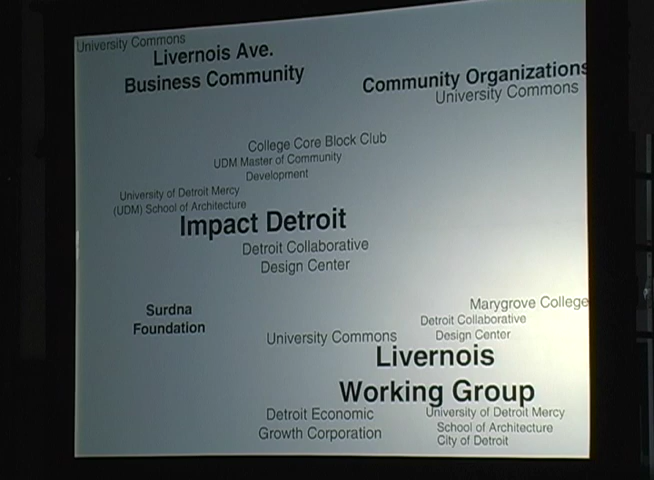 University Commons
Livernois Ave.
Business Community
Community Organizations
University Commons
College Core Block Club
UDM Master of Community
Development
University of Detroit Mercy
(UDM) School of Architecture
Impact Detroit
Detroit Collaborative
Design Center
Surdna
Foundation
Marygrove College
Detroit Collaborative
Design Center
University Commons
Livernois
Working Group
Detroit Economic
Growth Corporation
University of Detroit Mercy
School of Architecture
City of Detroit